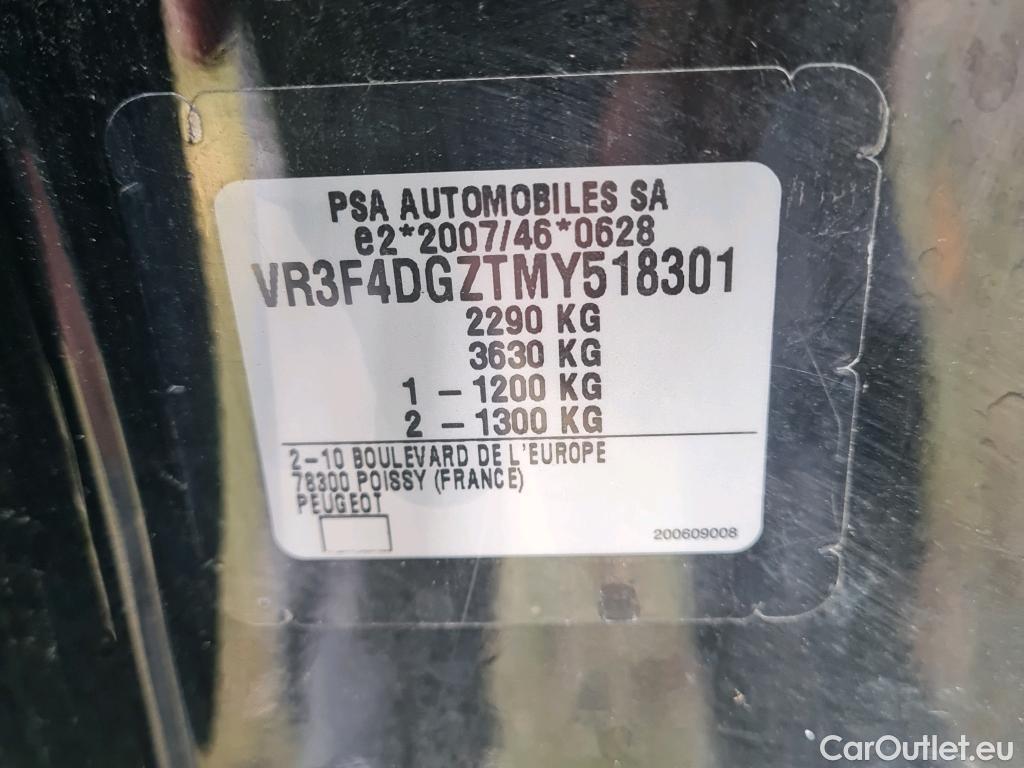 PSA AUTOMOBILES SA
e2*2007/46*0628
VR3F4DGZTMY518301
2290 KG
3630 KG
1 - 1200 KG
2 - 1300 KG
2-10 BOULEVARD DE L'EUROPE
78300 POISSY (FRANCE)
PEUGEOT
200609008
CarOutlet.eu